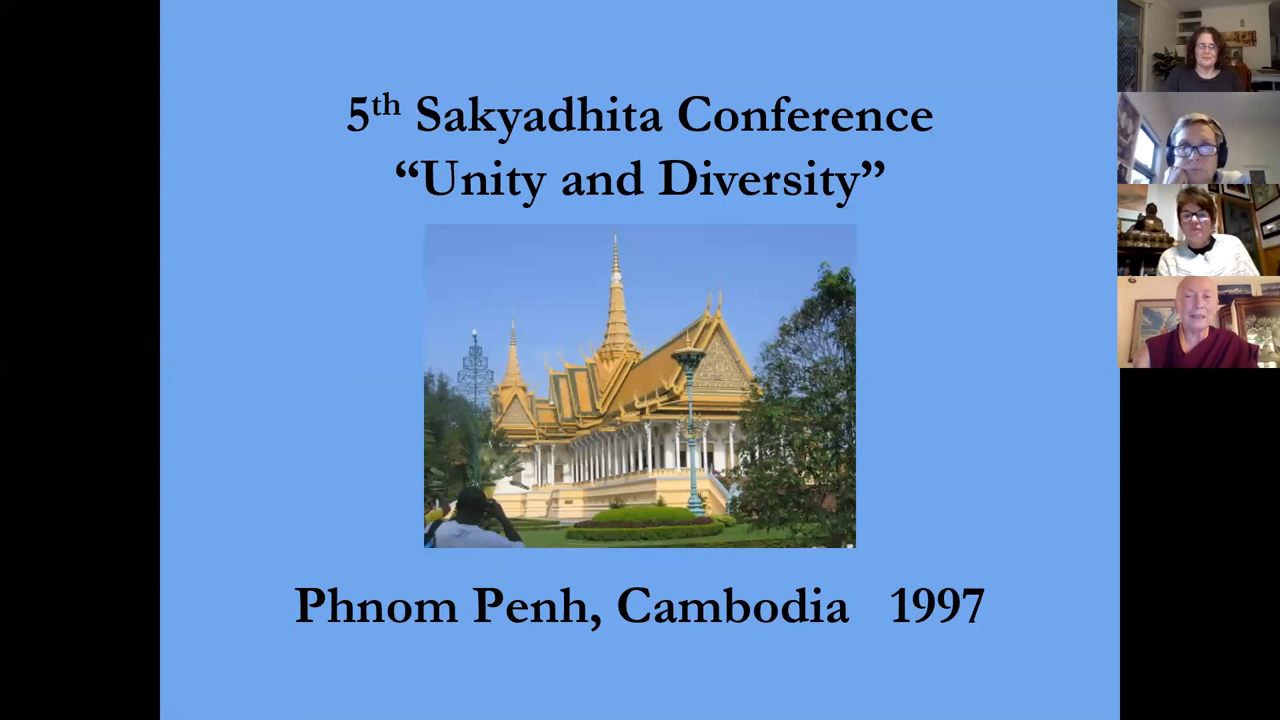 5th Sakyadhita Conference
“Unity and Diversity”
Phnom Penh, Cambodia 1997